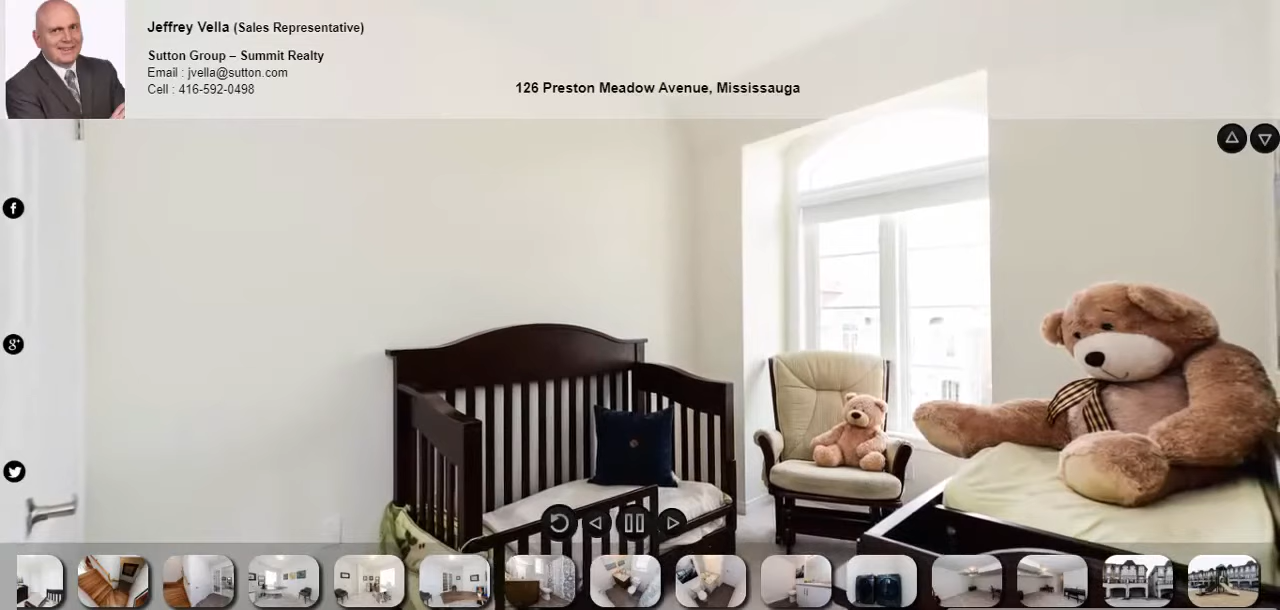 Jeffrey Vella (Sales Representative)
Sutton Group – Summit Realty
Email : jvella@sutton.com
Cell : 416-592-0498
126 Preston Meadow Avenue, Mississauga